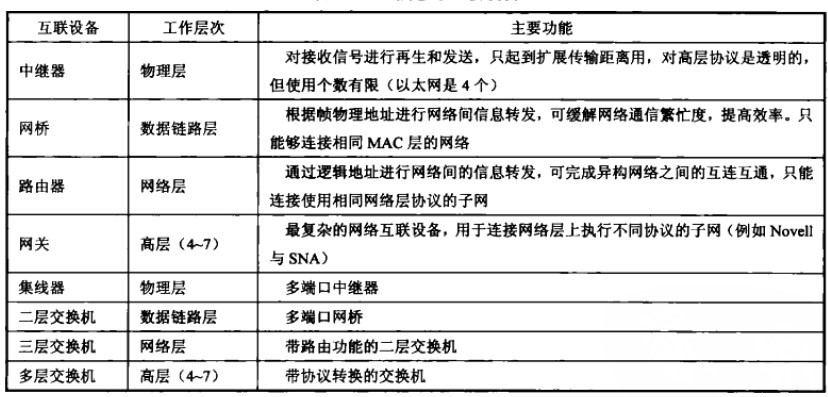 互联设备 工作层次 主要功能
中继器 物理层 对接收信号进行再生和发送，只起到扩展传输距离用，对高层协议是透明的，
但使用个数有限（以太网是 4 个）
网桥 数据链路层 根据帧物理地址进行网络间信息转发，可缓解网络通信繁忙度，提高效率。只
能够连接相同 MAC 层的网络
路由器 网络层 通过逻辑地址进行网络间的信息转发，可完成异构网络之间的互连互通，只能
连接使用相同网络层协议的子网
网关 高层（4~7） 最复杂的网络互联设备，用于连接网络层上执行不同协议的子网（例如 Novell
与 SNA）
集线器 物理层 多端口中继器
二层交换机 数据链路层 多端口网桥
三层交换机 网络层 带路由功能的二层交换机
多层交换机 高层（4~7） 带协议转换的交换机